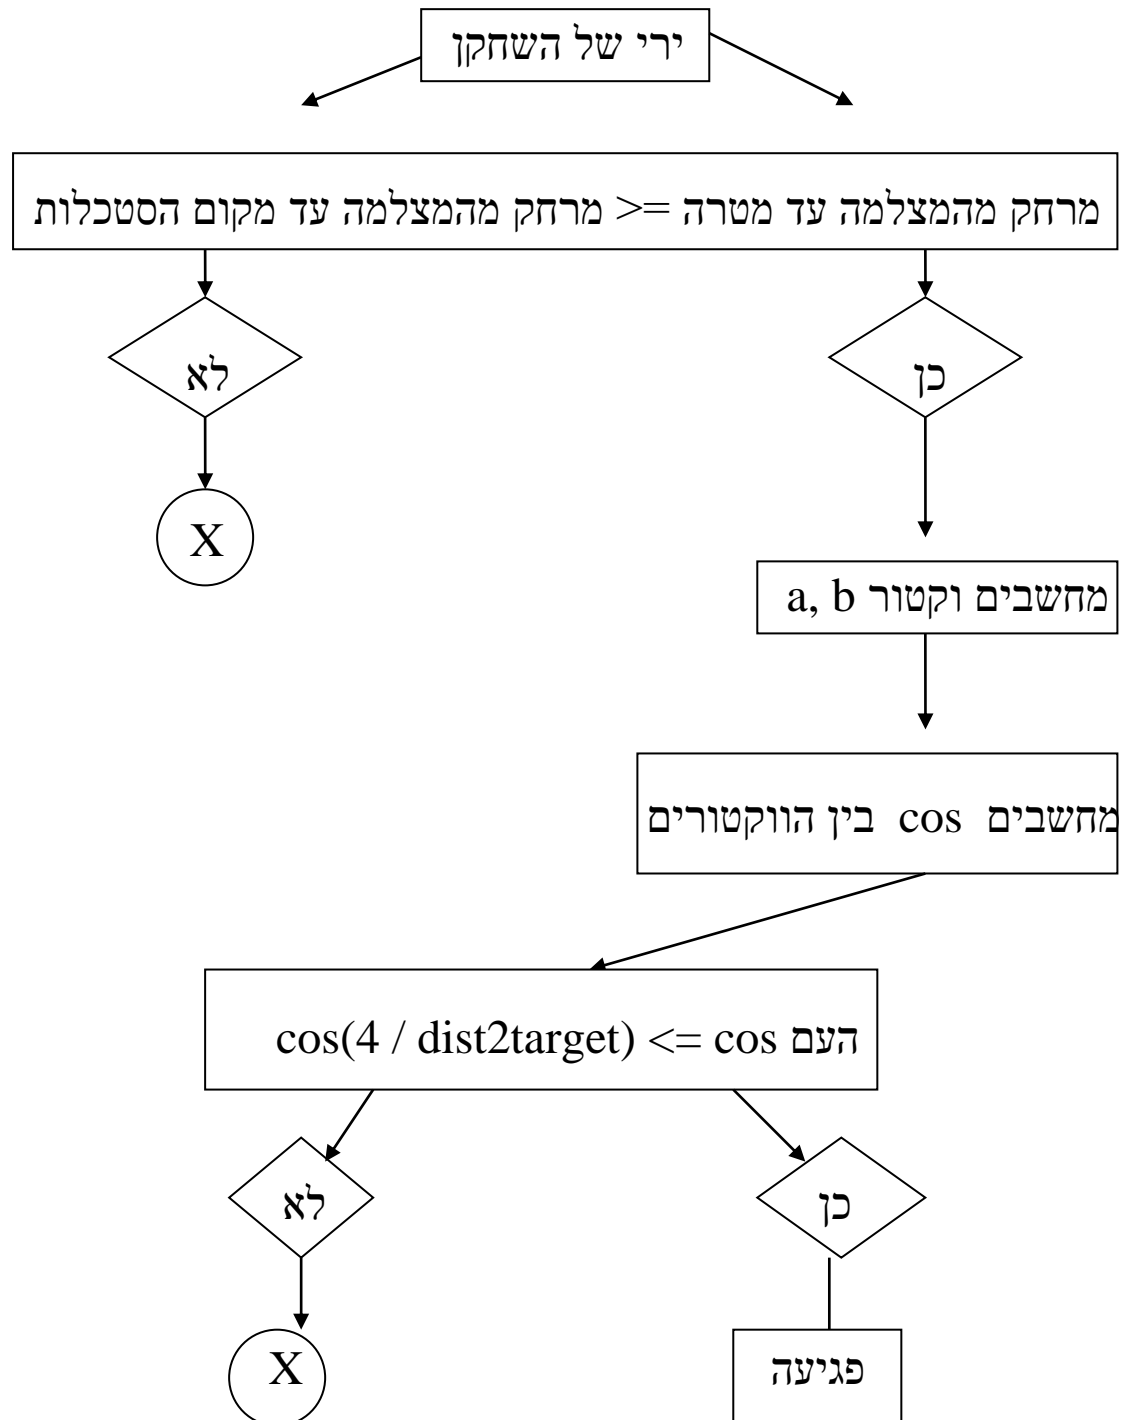 ירי של השחקן
מרחק מהמצלמה עד מטרה =< מרחק מהמצלמה עד מקום הסטכלות
כן
לא
X
מחשבים וקטור a, b
מחשבים cos בין הווקטורים
העם cos(4 / dist2target) <= cos
כן
לא
X
פגיעה